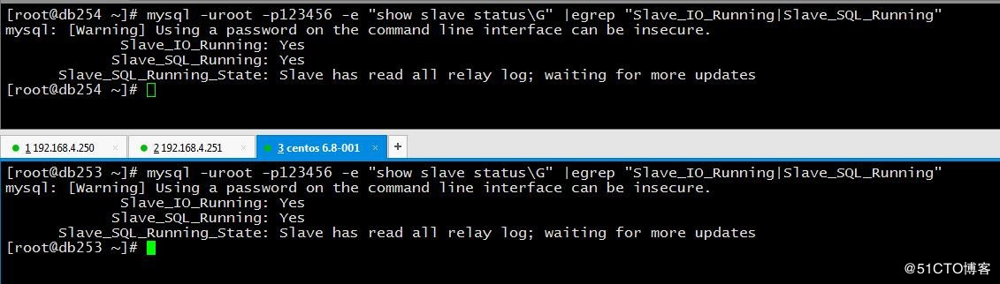 [root@db254 ~]# mysql -uroot -p123456 -e "show slave status\G" |egrep "Slave_IO_Running|Slave_SQL_Running"
mysql: [Warning] Using a password on the command line interface can be insecure.
Slave_IO_Running: Yes
Slave_SQL_Running: Yes
Slave_SQL_Running_State: Slave has read all relay log; waiting for more updates
[root@db254 ~]#
1 192.168.4.250 × 2 192.168.4.251 × 3 centos 6.8-001 × +
[root@db253 ~]# mysql -uroot -p123456 -e "show slave status\G" |egrep "Slave_IO_Running|Slave_SQL_Running"
mysql: [Warning] Using a password on the command line interface can be insecure.
Slave_IO_Running: Yes
Slave_SQL_Running: Yes
Slave_SQL_Running_State: Slave has read all relay log; waiting for more updates
[root@db253 ~]#
@51CTO博客